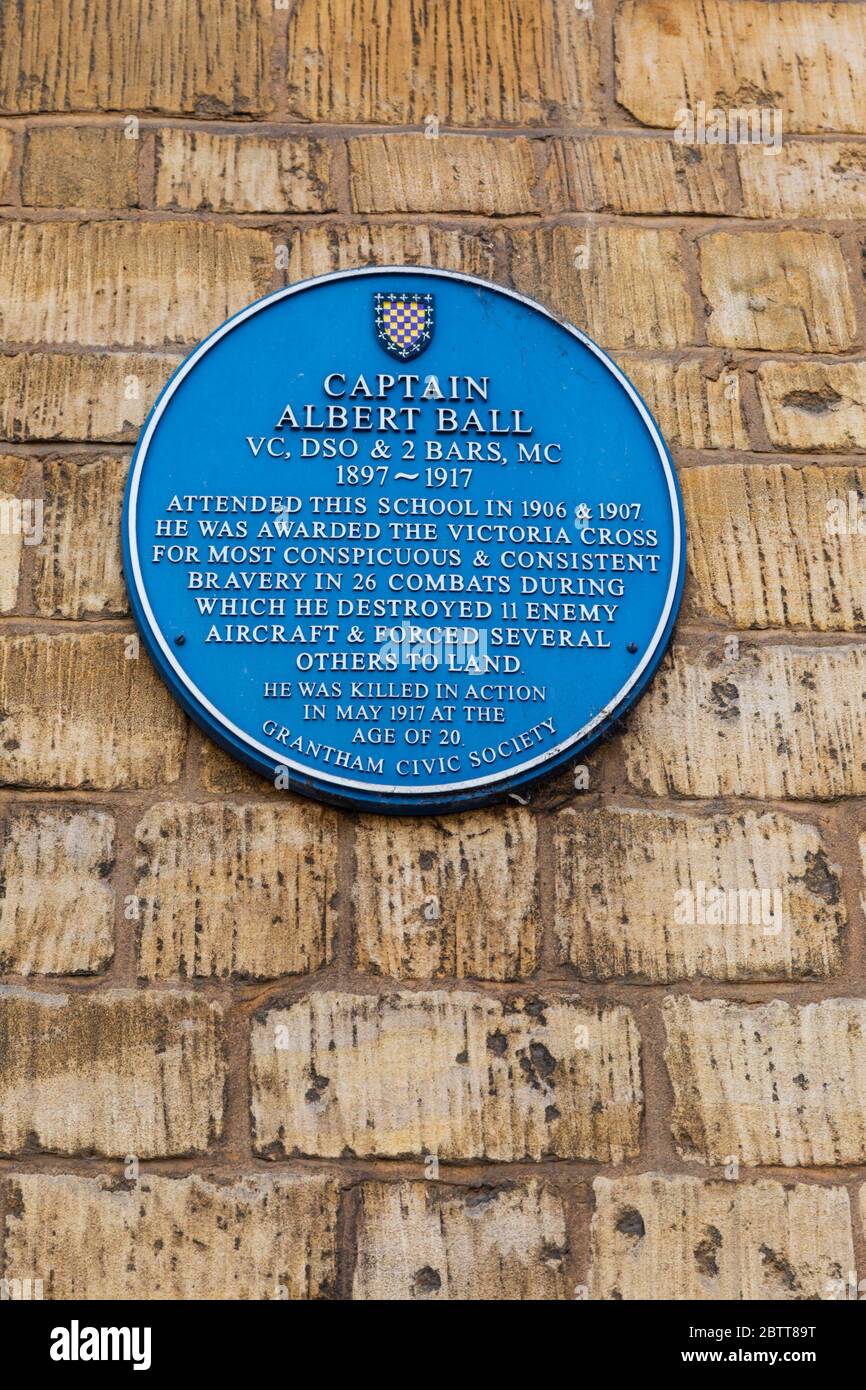 CAPTAIN
ALBERT BALL
VC, DSO & 2 BARS, MC
1897~1917
ATTENDED THIS SCHOOL IN 1906 & 1907.
HE WAS AWARDED THE VICTORIA CROSS
FOR MOST CONSPICUOUS & CONSISTENT
BRAVERY IN 26 COMBATS DURING
WHICH HE DESTROYED 11 ENEMY
AIRCRAFT & FORCED SEVERAL
OTHERS TO LAND.
HE WAS KILLED IN ACTION
IN MAY 1917 AT THE
AGE OF 20.
GRANTHAM CIVIC SOCIETY
alamy
Image ID: 2BTT89T
www.alamy.com